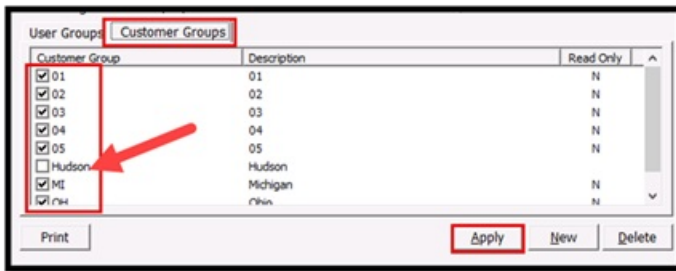 User Groups Customer Groups
Customer Group Description Read Only
01 01 N
02 02 N
03 03 N
04 04 N
05 05 N
Hudson Hudson
MI Michigan N
OH Ohio N
Print Apply New Delete